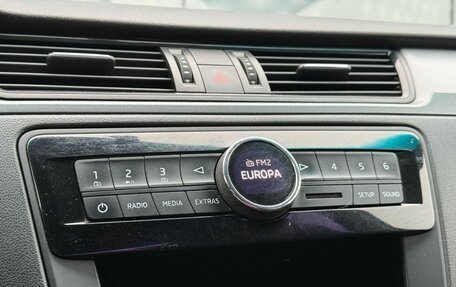 FM2
EUROPA
1 2 3 4 5 6
RADIO MEDIA EXTRAS SETUP SOUND